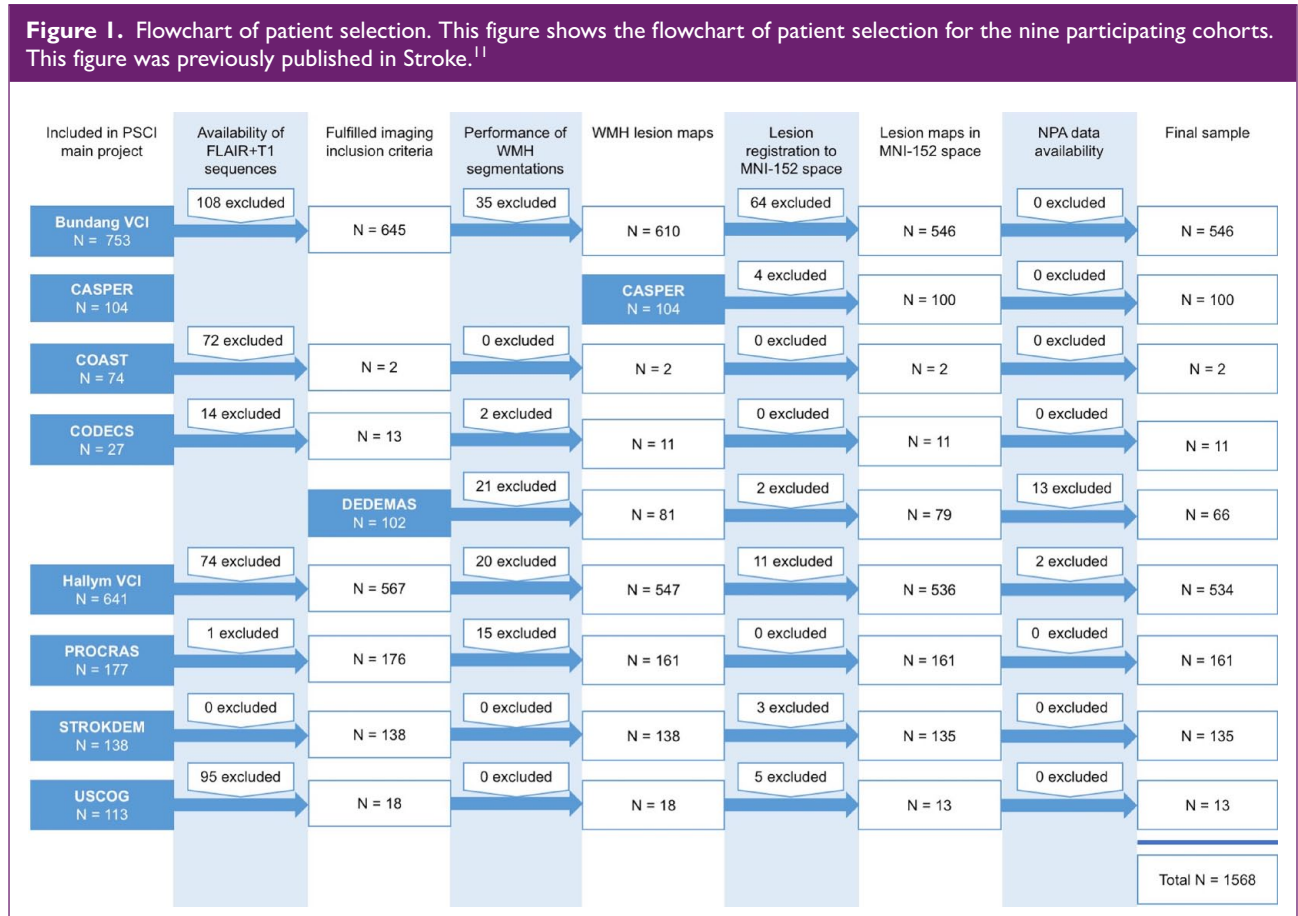 Figure 1. Flowchart of patient selection. This figure shows the flowchart of patient selection for the nine participating cohorts.
This figure was previously published in Stroke.11
Included in PSCI
main project
Availability of
FLAIR+T1
sequences
Fulfilled imaging
inclusion criteria
Performance of
WMH
segmentations
WMH lesion maps
Lesion
registration to
MNI-152 space
Lesion maps in
MNI-152 space
NPA data
availability
Final sample
Bundang VCI
N = 753
108 excluded
N = 645
35 excluded
N = 610
64 excluded
N = 546
0 excluded
N = 546
CASPER
N = 104
CASPER
N = 104
4 excluded
N = 100
0 excluded
N = 100
COAST
N = 74
72 excluded
N = 2
0 excluded
N = 2
0 excluded
N = 2
0 excluded
N = 2
CODECS
N = 27
14 excluded
N = 13
2 excluded
N = 11
0 excluded
N = 11
0 excluded
N = 11
DEDEMAS
N = 102
21 excluded
N = 81
2 excluded
N = 79
13 excluded
N = 66
Hallym VCI
N = 641
74 excluded
N = 567
20 excluded
N = 547
11 excluded
N = 536
2 excluded
N = 534
PROCRAS
N = 177
1 excluded
N = 176
15 excluded
N = 161
0 excluded
N = 161
0 excluded
N = 161
STROKDEM
N = 138
0 excluded
N = 138
0 excluded
N = 138
3 excluded
N = 135
0 excluded
N = 135
USCOG
N = 113
95 excluded
N = 18
0 excluded
N = 18
5 excluded
N = 13
0 excluded
N = 13
Total N = 1568